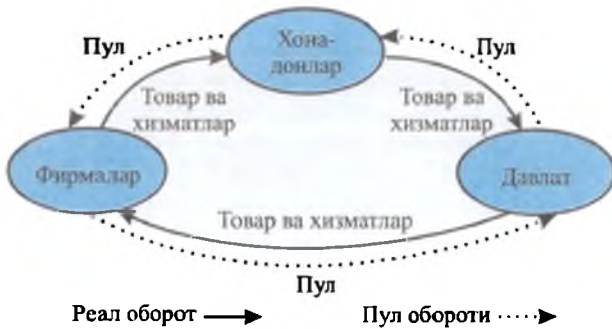 Хона-
донлар
Пул
Пул
Товар ва
хизматлар
Товар ва
хизматлар
Фирмалар
Давлат
Товар ва хизматлар
Пул
Реал оборот
Пул обороти